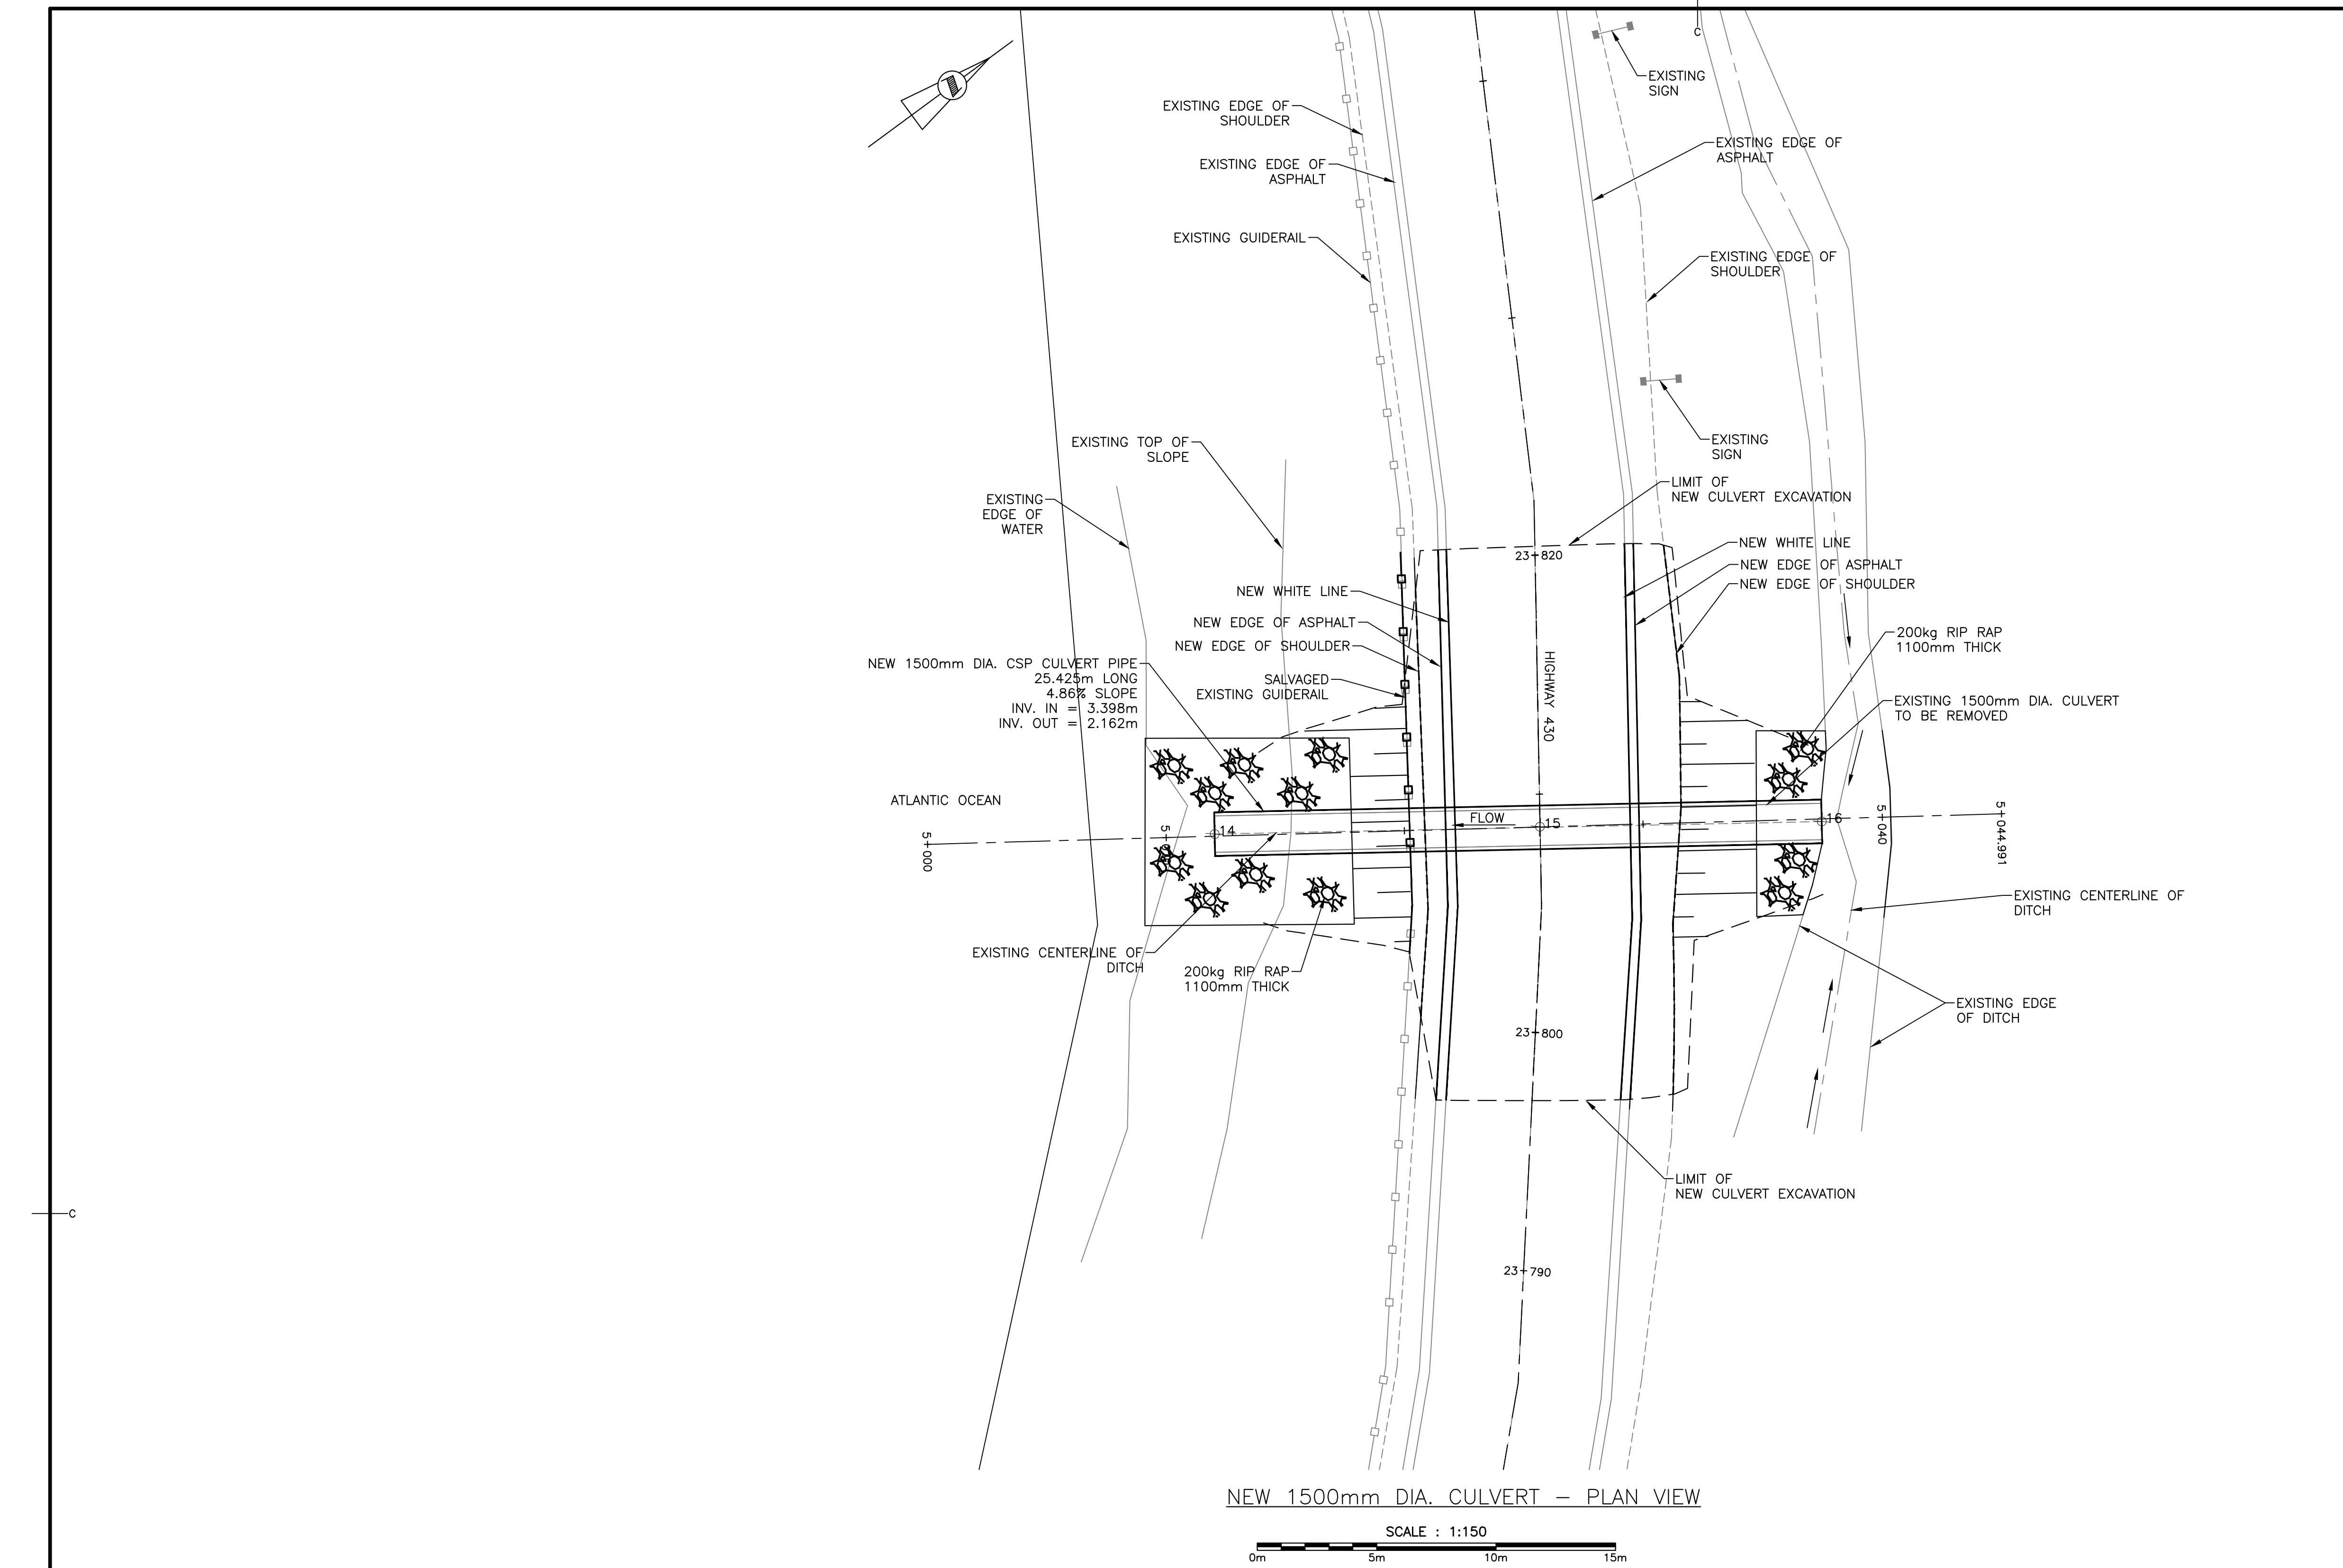 C
EXISTING
SIGN
EXISTING EDGE OF
SHOULDER
EXISTING EDGE OF
ASPHALT
EXISTING EDGE OF
ASPHALT
EXISTING GUIDERAIL
EXISTING EDGE OF
SHOULDER
EXISTING TOP OF
SLOPE
EXISTING
SIGN
EXISTING
EDGE OF
WATER
LIMIT OF
NEW CULVERT EXCAVATION
23+820
NEW WHITE LINE
NEW EDGE OF ASPHALT
NEW EDGE OF SHOULDER
NEW WHITE LINE
NEW EDGE OF ASPHALT
NEW EDGE OF SHOULDER
SALVAGED
EXISTING GUIDERAIL
HIGHWAY 430
200kg RIP RAP
1100mm THICK
NEW 1500mm DIA. CSP CULVERT PIPE
25.425m LONG
4.86% SLOPE
INV. IN = 3.398m
INV. OUT = 2.162m
EXISTING 1500mm DIA. CULVERT
TO BE REMOVED
ATLANTIC OCEAN
5+000
14
FLOW
15
16
5+040
5+044.991
EXISTING CENTERLINE OF
DITCH
EXISTING CENTERLINE OF
DITCH
200kg RIP RAP
1100mm THICK
EXISTING EDGE
OF DITCH
23+800
LIMIT OF
NEW CULVERT EXCAVATION
C
23+790
NEW 1500mm DIA. CULVERT – PLAN VIEW
SCALE : 1:150
0m 5m 10m 15m